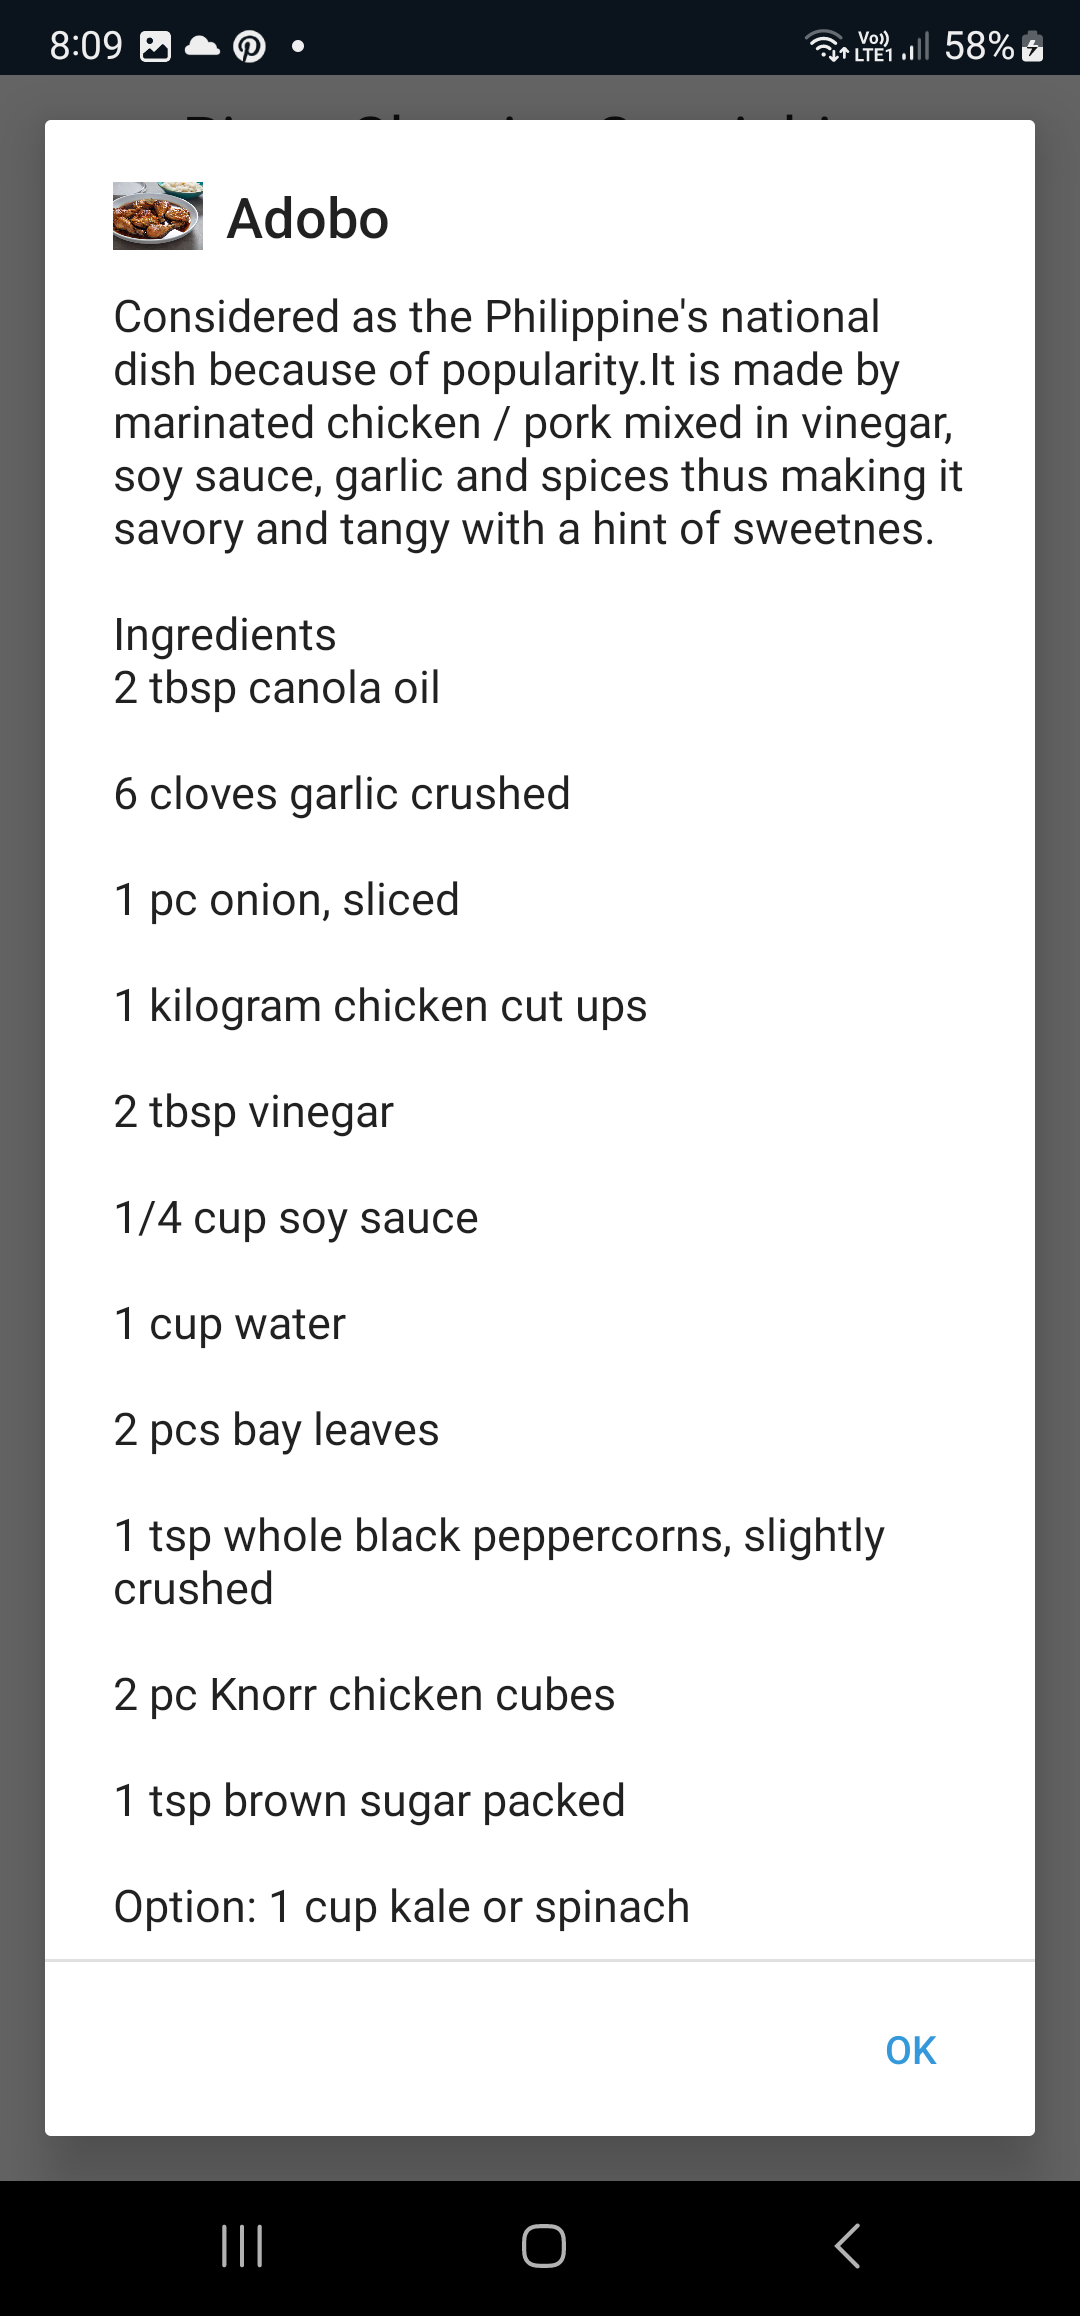 8:09
Vo))
LTE1
58%
Adobo
Considered as the Philippine's national
dish because of popularity.It is made by
marinated chicken / pork mixed in vinegar,
soy sauce, garlic and spices thus making it
savory and tangy with a hint of sweetnes.
Ingredients
2 tbsp canola oil
6 cloves garlic crushed
1 pc onion, sliced
1 kilogram chicken cut ups
2 tbsp vinegar
1/4 cup soy sauce
1 cup water
2 pcs bay leaves
1 tsp whole black peppercorns, slightly
crushed
2 pc Knorr chicken cubes
1 tsp brown sugar packed
Option: 1 cup kale or spinach
OK